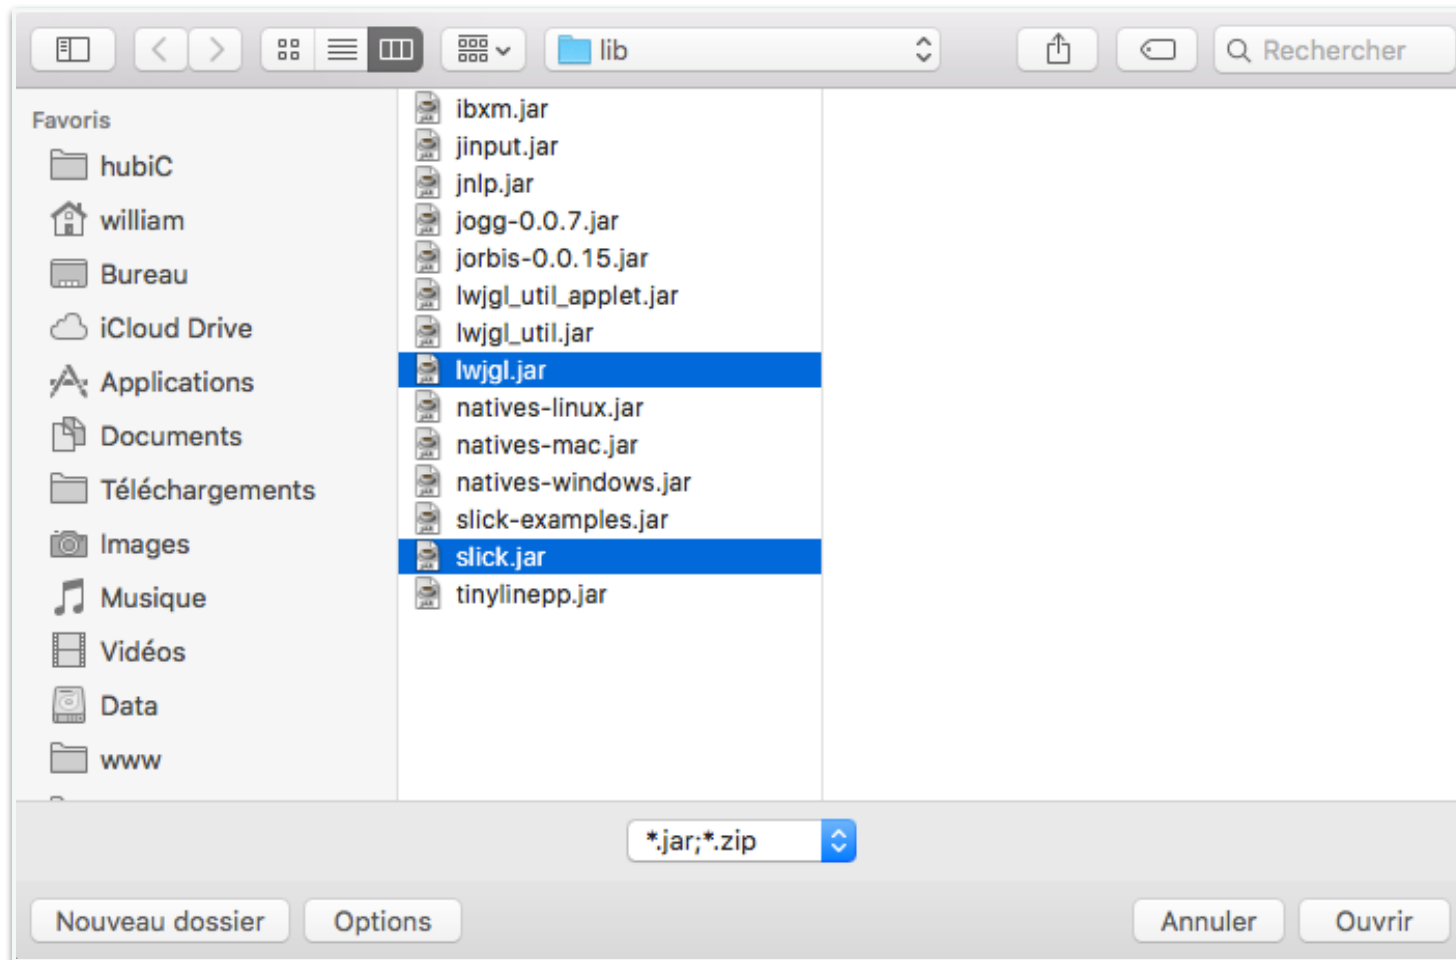 lib
Rechercher
Favoris
hubiC
william
Bureau
iCloud Drive
Applications
Documents
Téléchargements
Images
Musique
Vidéos
Data
www
ibxm.jar
jinput.jar
jnlp.jar
jogg-0.0.7.jar
jorbis-0.0.15.jar
lwjgl_util_applet.jar
lwjgl_util.jar
lwjgl.jar
natives-linux.jar
natives-mac.jar
natives-windows.jar
slick-examples.jar
slick.jar
tinylinepp.jar
*.jar;*.zip
Nouveau dossier
Options
Annuler
Ouvrir